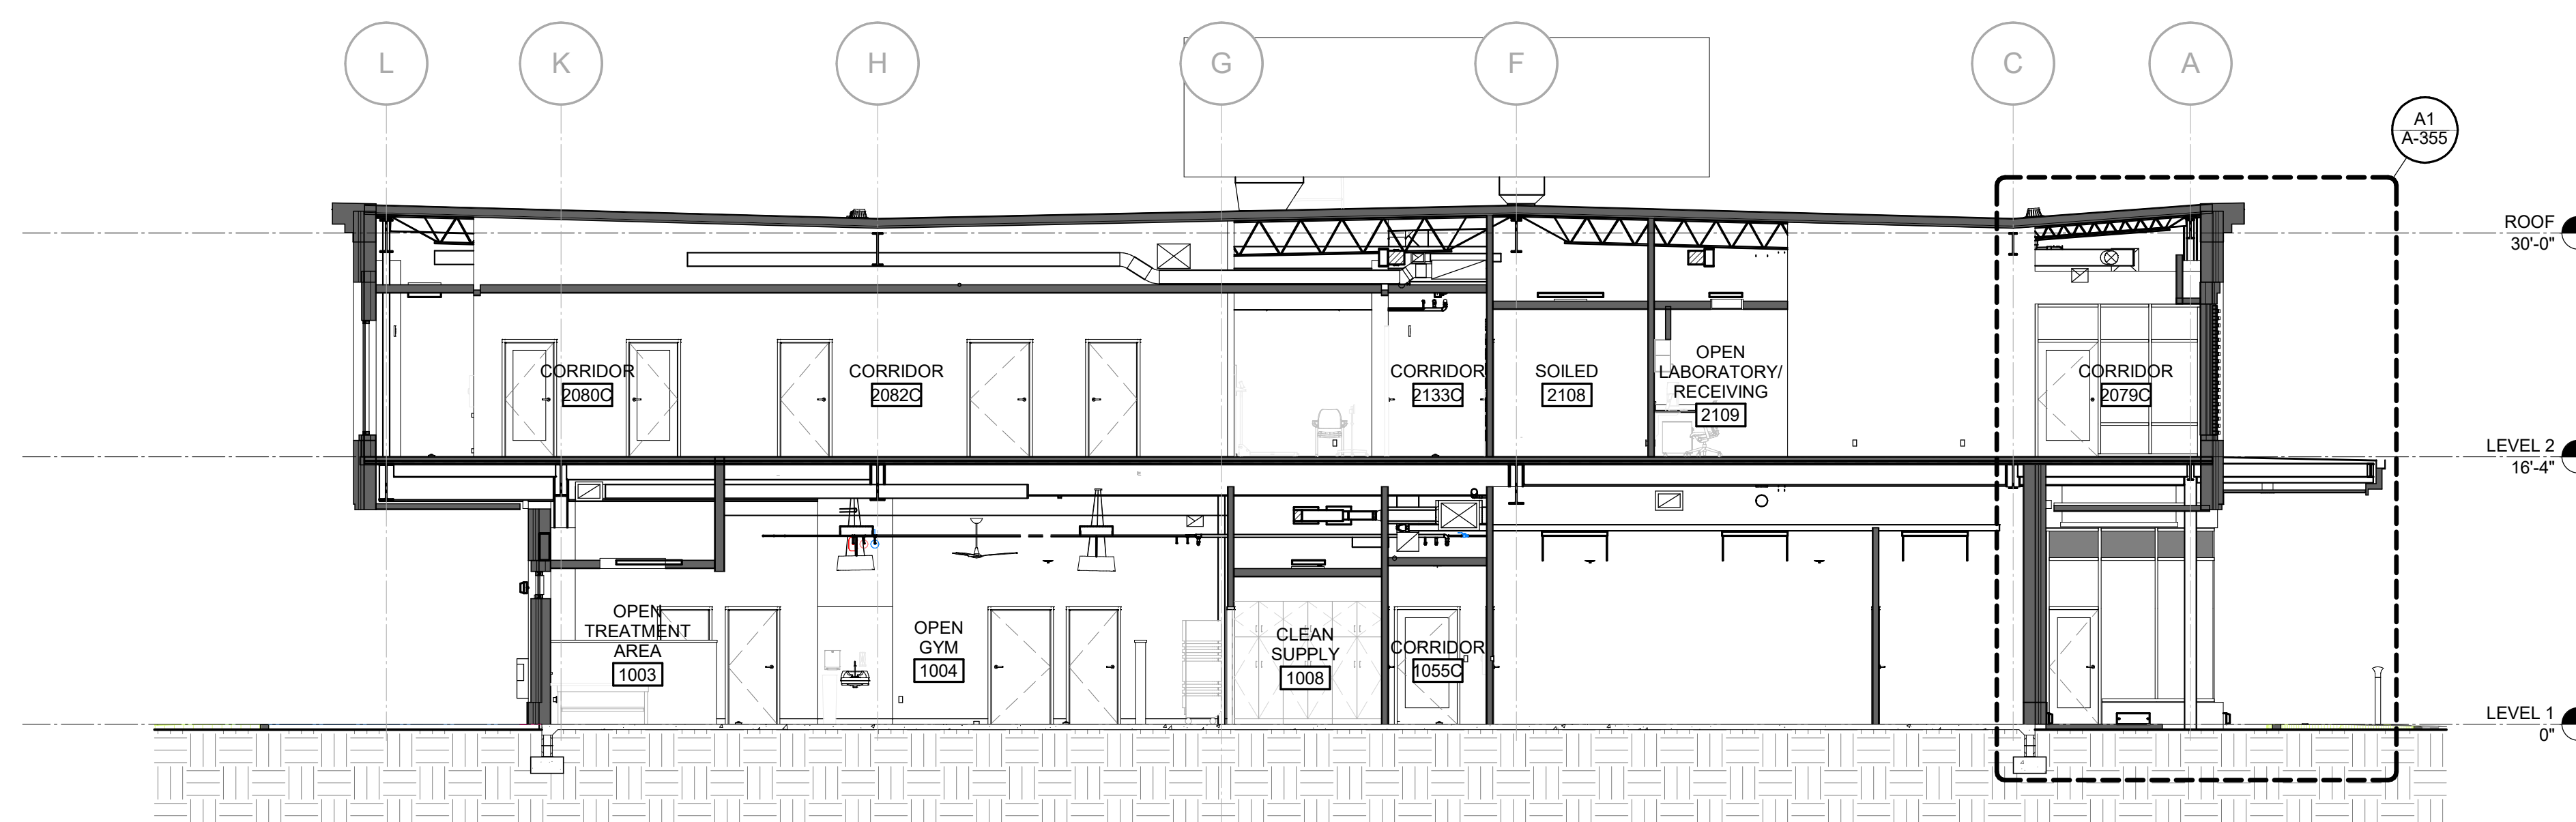 L
K
H
G
F
C
A
A1
A-355
ROOF
30'-0"
CORRIDOR
2080C
CORRIDOR
2082C
CORRIDOR
2133C
SOILED
2108
OPEN
LABORATORY/
RECEIVING
2109
CORRIDOR
2079C
LEVEL 2
16'-4"
OPEN
TREATMENT
AREA
1003
OPEN
GYM
1004
CLEAN
SUPPLY
1008
CORRIDOR
1055C
LEVEL 1
0"